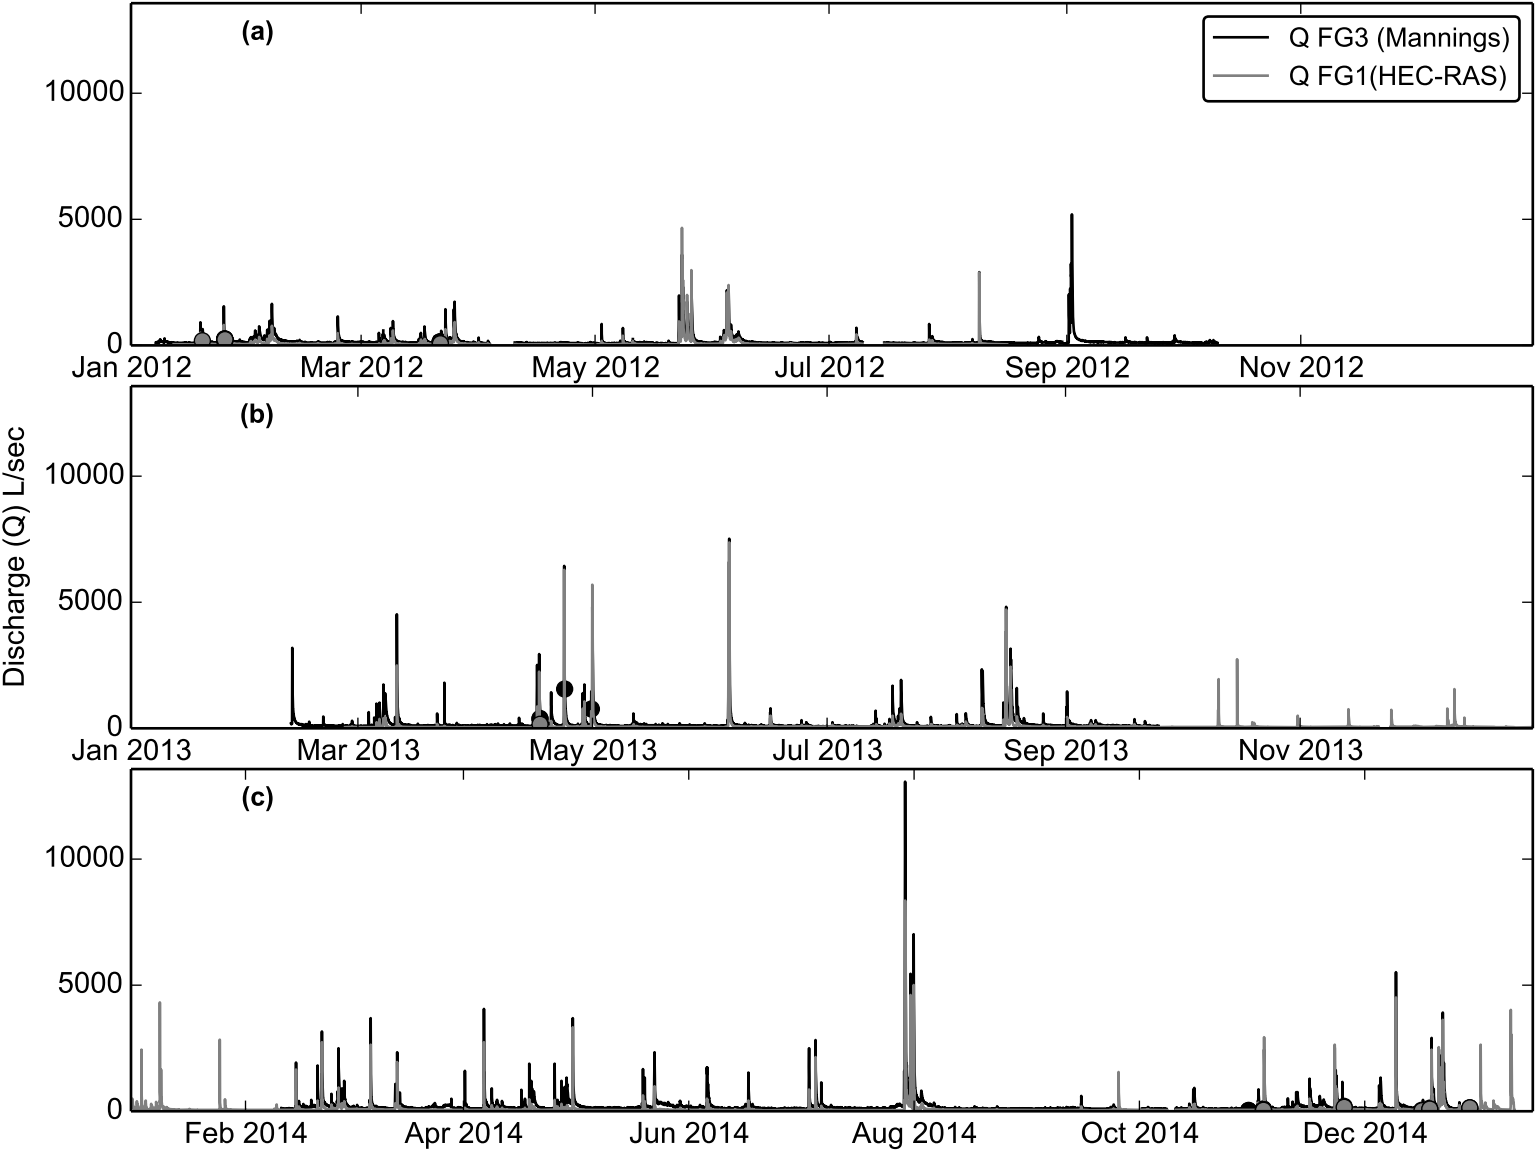 (a)
Q FG3 (Mannings)
Q FG1(HEC-RAS)
10000
5000
0
Jan 2012 Mar 2012 May 2012 Jul 2012 Sep 2012 Nov 2012
(b)
10000
5000
0
Jan 2013 Mar 2013 May 2013 Jul 2013 Sep 2013 Nov 2013
Discharge (Q) L/sec
(c)
10000
5000
0
Feb 2014 Apr 2014 Jun 2014 Aug 2014 Oct 2014 Dec 2014